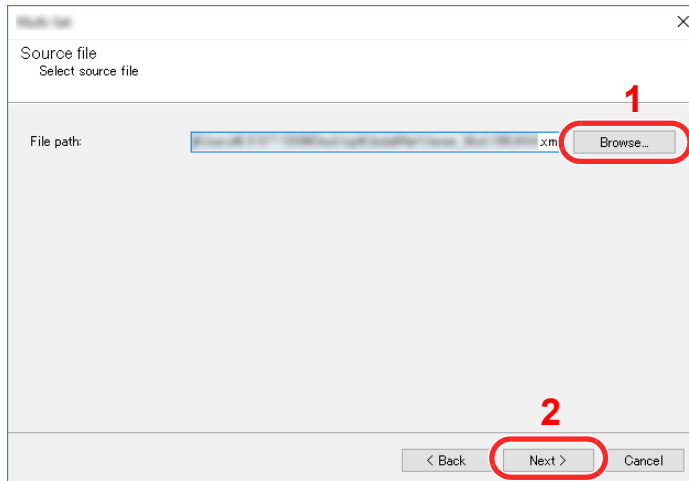 Source file
Select source file
1
File path:
.xm
Browse...
2
< Back
Next >
Cancel